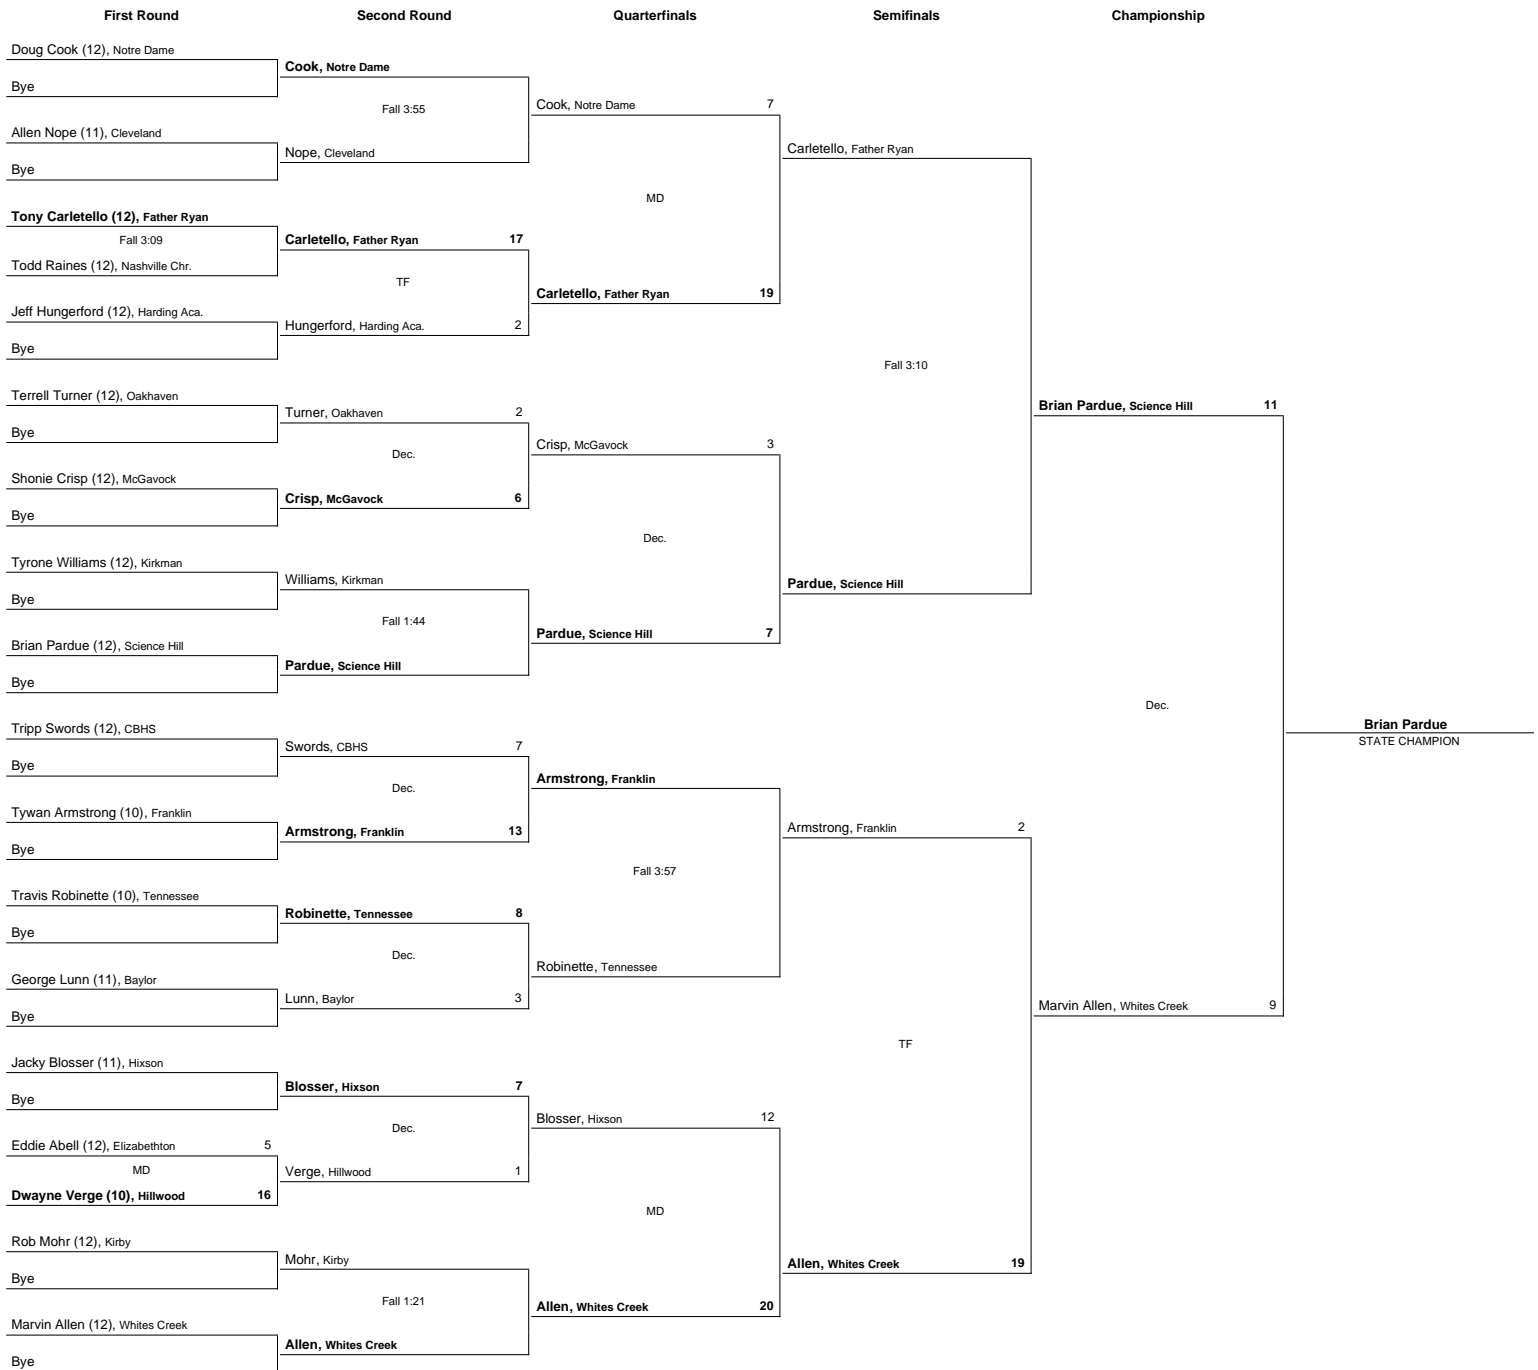 First Round
Second Round
Quarterfinals
Semifinals
Championship
Doug Cook (12), Notre Dame
Bye
Allen Nope (11), Cleveland
Bye
Tony Carletello (12), Father Ryan
Fall 3:09
Todd Raines (12), Nashville Chr.
Jeff Hungerford (12), Harding Aca.
Bye
Terrell Turner (12), Oakhaven
Bye
Shonie Crisp (12), McGavock
Bye
Tyrone Williams (12), Kirkman
Bye
Brian Pardue (12), Science Hill
Bye
Tripp Swords (12), CBHS
Bye
Tywan Armstrong (10), Franklin
Bye
Travis Robinette (10), Tennessee
Bye
George Lunn (11), Baylor
Bye
Jacky Blosser (11), Hixson
Bye
Eddie Abell (12), Elizabethton 5
MD
Dwayne Verge (10), Hillwood 16
Rob Mohr (12), Kirby
Bye
Marvin Allen (12), Whites Creek
Bye
Cook, Notre Dame
Fall 3:55
Nope, Cleveland
Carletello, Father Ryan 17
TF
Hungerford, Harding Aca. 2
Turner, Oakhaven 2
Dec.
Crisp, McGavock 6
Williams, Kirkman
Fall 1:44
Pardue, Science Hill
Swords, CBHS 7
Dec.
Armstrong, Franklin 13
Robinette, Tennessee 8
Dec.
Lunn, Baylor 3
Blosser, Hixson 7
Dec.
Verge, Hillwood 1
Mohr, Kirby
Fall 1:21
Allen, Whites Creek
Cook, Notre Dame 7
MD
Carletello, Father Ryan 19
Crisp, McGavock 3
Dec.
Pardue, Science Hill 7
Armstrong, Franklin
Fall 3:57
Robinette, Tennessee
Blosser, Hixson 12
MD
Allen, Whites Creek 20
Carletello, Father Ryan
Fall 3:10
Pardue, Science Hill
Armstrong, Franklin 2
TF
Allen, Whites Creek 19
Brian Pardue, Science Hill 11
Dec.
Marvin Allen, Whites Creek 9
Brian Pardue
STATE CHAMPION